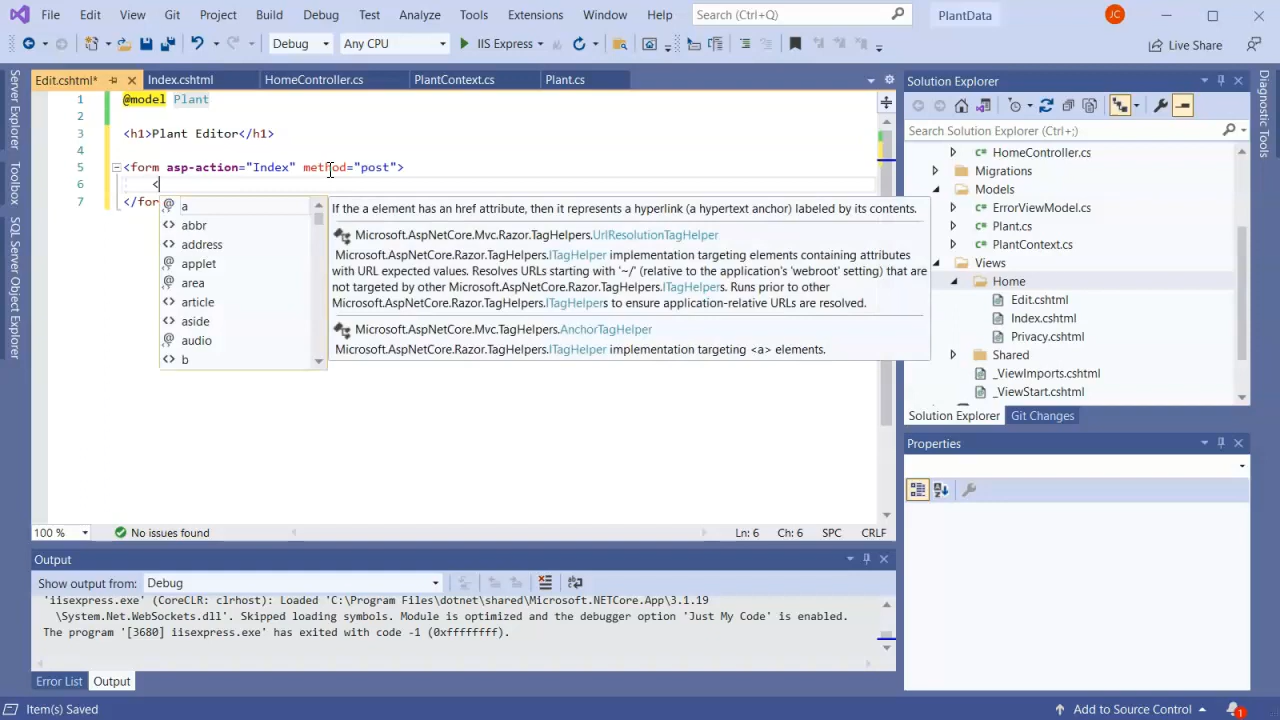 File Edit View Git Project Build Debug Test Analyze Tools Extensions Window Help Search (Ctrl+Q) PlantData JC
Debug Any CPU IIS Express Live Share
Server Explorer
Toolbox
SQL Server Object Explorer
Edit.cshtml* Index.cshtml HomeController.cs PlantContext.cs Plant.cs
1 @model Plant
2
3 <h1>Plant Editor</h1>
4
5 <form asp-action="Index" method="post">
6 <
7 </for
a
abbr
address
applet
area
article
aside
audio
b
If the a element has an href attribute, then it represents a hyperlink (a hypertext anchor) labeled by its contents.
Microsoft.AspNetCore.Mvc.Razor.TagHelpers.UrlResolutionTagHelper
Microsoft.AspNetCore.Razor.TagHelpers.ITagHelper implementation targeting elements containing attributes
with URL expected values. Resolves URLs starting with '~/' (relative to the application's 'webroot' setting) that are
not targeted by other Microsoft.AspNetCore.Razor.TagHelpers.ITagHelpers. Runs prior to other
Microsoft.AspNetCore.Razor.TagHelpers.ITagHelpers to ensure application-relative URLs are resolved.
Microsoft.AspNetCore.Mvc.TagHelpers.AnchorTagHelper
Microsoft.AspNetCore.Razor.TagHelpers.ITagHelper implementation targeting <a> elements.
100 % No issues found Ln: 6 Ch: 6 SPC CRLF
Output
Show output from: Debug
'iisexpress.exe' (CoreCLR: clrhost): Loaded 'C:\Program Files\dotnet\shared\Microsoft.NETCore.App\3.1.19
\System.Net.WebSockets.dll'. Skipped loading symbols. Module is optimized and the debugger option 'Just My Code' is enabled.
The program '[3680] iisexpress.exe' has exited with code -1 (0xffffffff).
Error List Output
Solution Explorer
Search Solution Explorer (Ctrl+;)
C# HomeController.cs
Migrations
Models
C# ErrorViewModel.cs
C# Plant.cs
C# PlantContext.cs
Views
Home
Edit.cshtml
Index.cshtml
Privacy.cshtml
Shared
_ViewImports.cshtml
_ViewStart.cshtml
Solution Explorer Git Changes
Properties
Diagnostic Tools
Item(s) Saved Add to Source Control 1